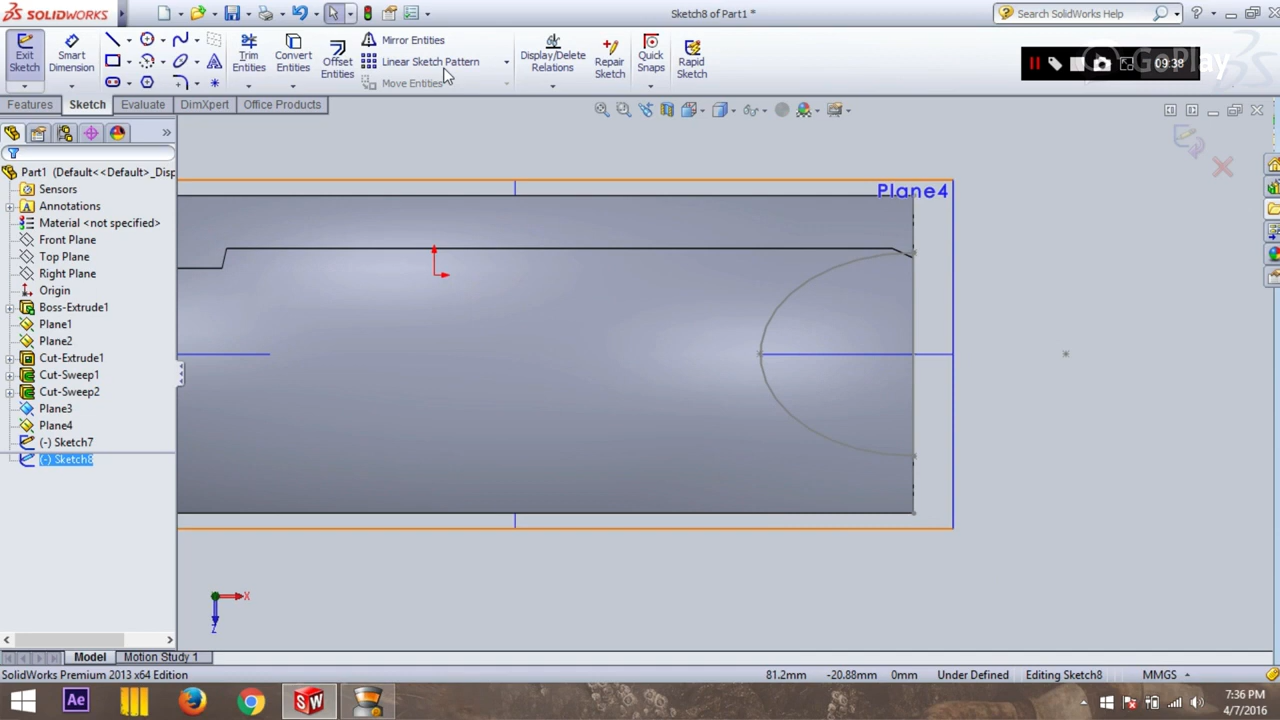 SOLIDWORKS
Sketch8 of Part1 *
Search SolidWorks Help
Exit Sketch
Smart Dimension
Trim Entities
Convert Entities
Offset Entities
Mirror Entities
Linear Sketch Pattern
Move Entities
Display/Delete Relations
Repair Sketch
Quick Snaps
Rapid Sketch
GoPlay
09:38
Features
Sketch
Evaluate
DimXpert
Office Products
Part1 (Default<<Default>_Disp
Sensors
Annotations
Material <not specified>
Front Plane
Top Plane
Right Plane
Origin
Boss-Extrude1
Plane1
Plane2
Cut-Extrude1
Cut-Sweep1
Cut-Sweep2
Plane3
Plane4
(-) Sketch7
(-) Sketch8
Plane4
X
Z
Model
Motion Study 1
SolidWorks Premium 2013 x64 Edition
81.2mm
-20.88mm
0mm
Under Defined
Editing Sketch8
MMGS
Ae
SW
7:36 PM
4/7/2016